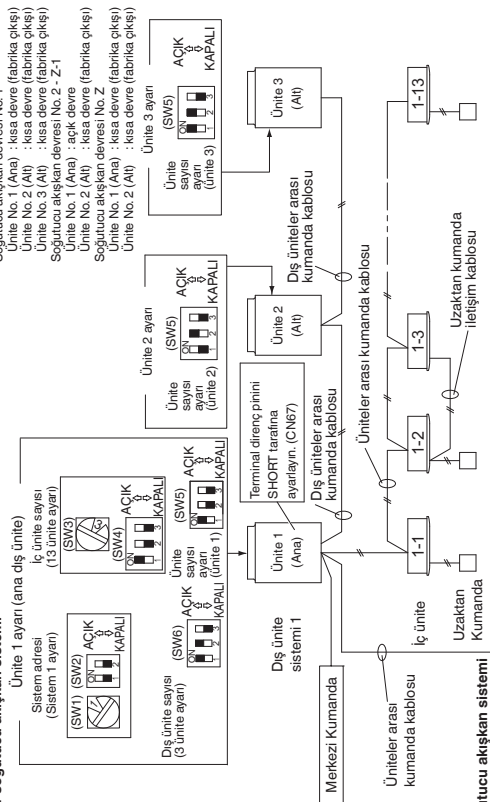 soğutucu akışkan sistemi
Ünite 1 ayarı (ana dış ünite)
Sistem adresi
(Sistem 1 ayarı)
(SW1)
(SW2)
ON
1 2
AÇIK
KAPALI
İç ünite sayısı
(13 ünite ayarı)
(SW3)
(SW4)
ON
1 2 3
AÇIK
KAPALI
Dış ünite sayısı
(3 ünite ayarı)
(SW6)
ON
1 2 3
AÇIK
KAPALI
Ünite
sayısı
ayarı
(ünite 1)
(SW5)
ON
1 2 3
AÇIK
KAPALI
Ünite 2 ayarı
Ünite
sayısı
ayarı
(ünite 2)
(SW5)
ON
1 2 3
AÇIK
KAPALI
Ünite No. 1 (Ana) : kısa devre (fabrika çıkışı)
Ünite No. 2 (Alt) : kısa devre (fabrika çıkışı)
Ünite No. 3 (Alt) : kısa devre (fabrika çıkışı)
Soğutucu akışkan devresi No. 2 - Z-1
Ünite No. 1 (Ana) : açık devre
Ünite No. 2 (Alt) : kısa devre (fabrika çıkışı)
Soğutucu akışkan devresi No. Z
Ünite No. 1 (Ana) : kısa devre (fabrika çıkışı)
Ünite No. 2 (Alt) : kısa devre (fabrika çıkışı)
Ünite 3 ayarı
Ünite
sayısı
ayarı
(ünite 3)
(SW5)
ON
1 2 3
AÇIK
KAPALI
Merkezi Kumanda
Dış ünite
sistemi 1
Ünite 1
(Ana)
Terminal direnç pinini
SHORT tarafına
ayarlayın. (CN67)
Dış üniteler arası
kumanda kablosu
Ünite 2
(Alt)
Dış üniteler arası
kumanda kablosu
Ünite 3
(Alt)
Üniteler arası
kumanda kablosu
Üniteler arası kumanda kablosu
İç ünite
1-1
1-2
1-3
1-13
Uzaktan
Kumanda
Uzaktan kumanda
iletişim kablosu
utucu akışkan sistemi